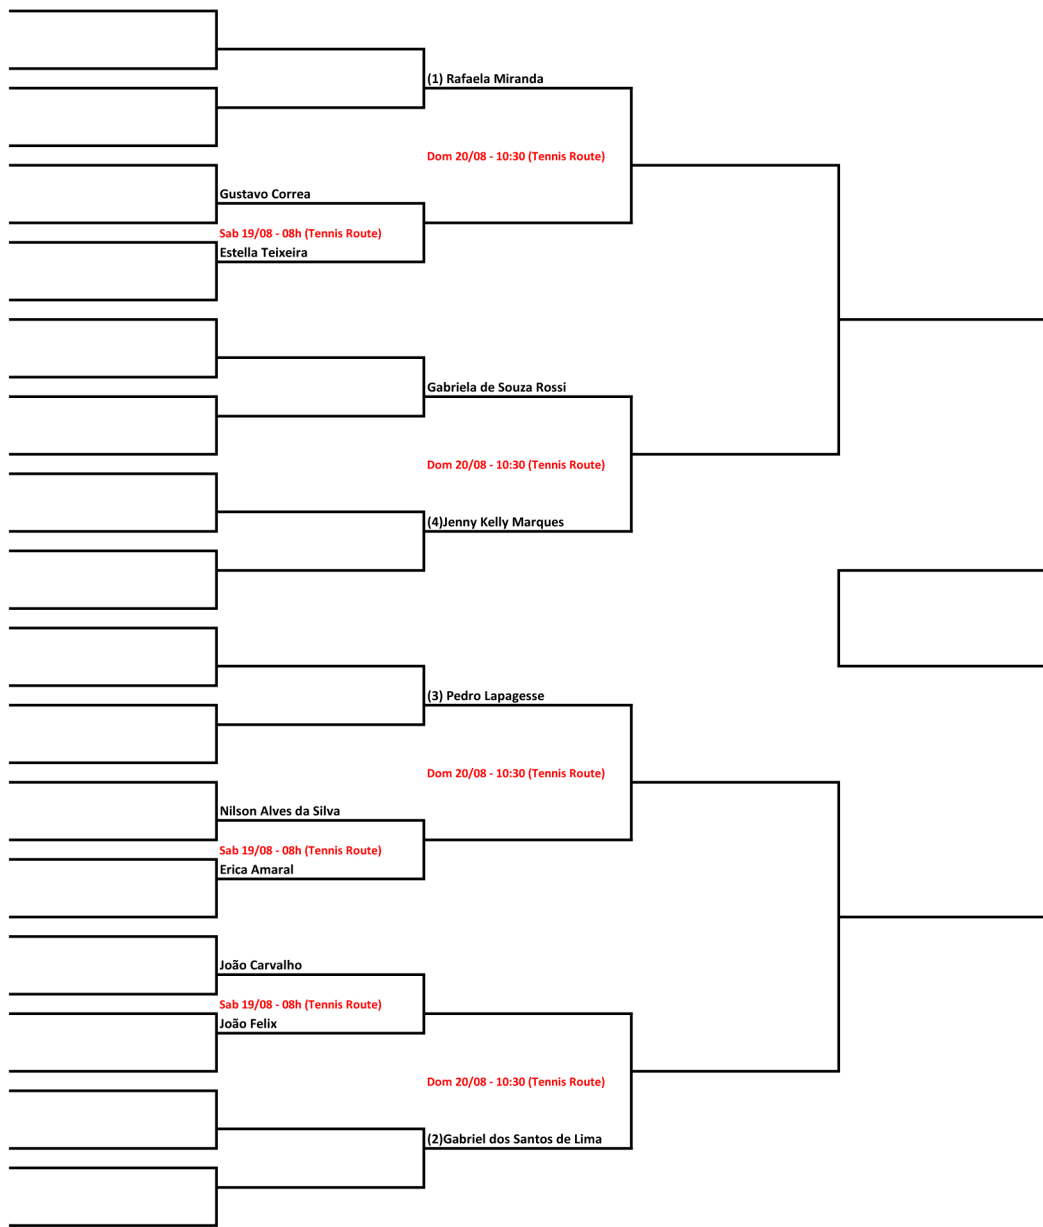 (1) Rafaela Miranda
Dom 20/08 - 10:30 (Tennis Route)
Gustavo Correa
Sab 19/08 - 08h (Tennis Route)
Estella Teixeira
Gabriela de Souza Rossi
Dom 20/08 - 10:30 (Tennis Route)
(4)Jenny Kelly Marques
(3) Pedro Lapagesse
Dom 20/08 - 10:30 (Tennis Route)
Nilson Alves da Silva
Sab 19/08 - 08h (Tennis Route)
Erica Amaral
João Carvalho
Sab 19/08 - 08h (Tennis Route)
João Felix
Dom 20/08 - 10:30 (Tennis Route)
(2)Gabriel dos Santos de Lima